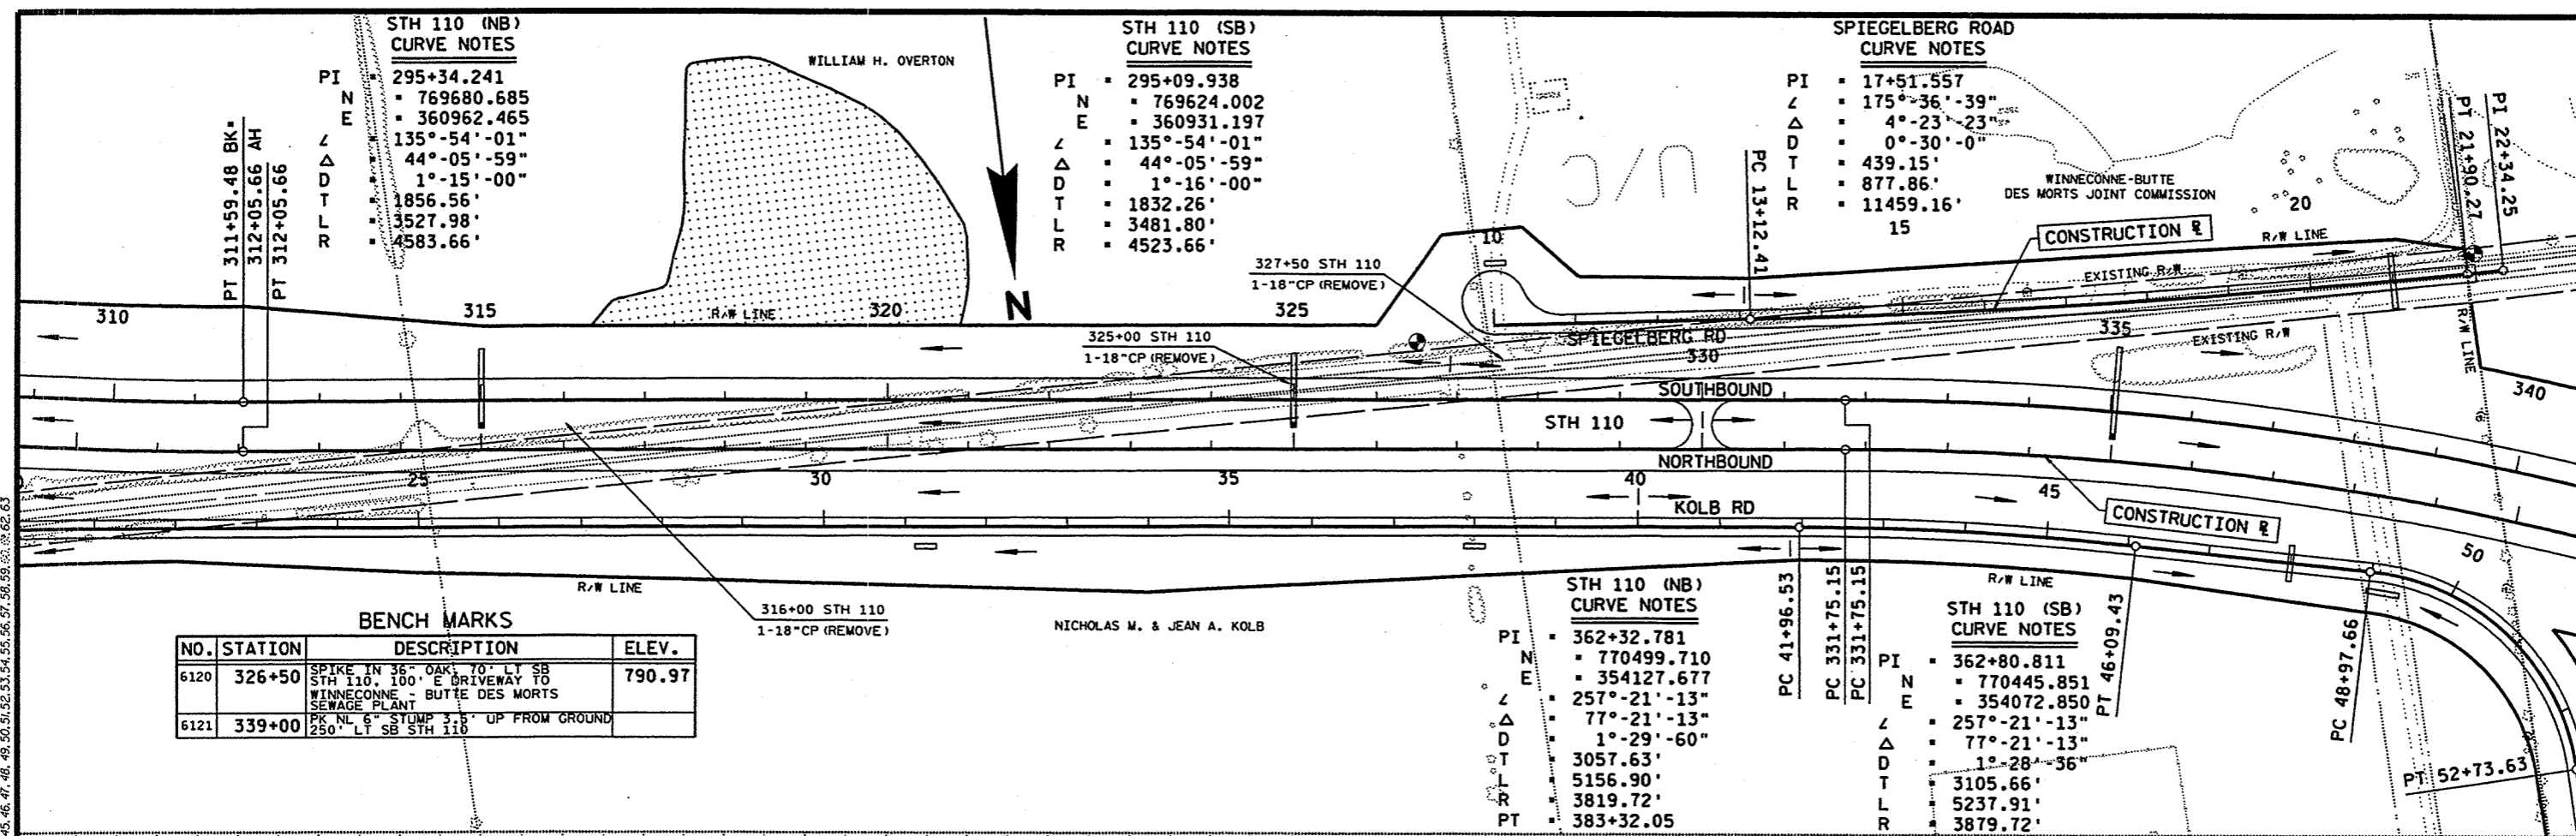 STH 110 (NB)
CURVE NOTES
PI = 295+34.241
N = 769680.685
E = 360962.465
∠ = 135°-54'-01"
Δ = 44°-05'-59"
D = 1°-15'-00"
T = 1856.56'
L = 3527.98'
R = 4583.66'
WILLIAM H. OVERTON
STH 110 (SB)
CURVE NOTES
PI = 295+09.938
N = 769624.002
E = 360931.197
∠ = 135°-54'-01"
Δ = 44°-05'-59"
D = 1°-16'-00"
T = 1832.26'
L = 3481.80'
R = 4523.66'
SPIEGELBERG ROAD
CURVE NOTES
PI = 17+51.557
∠ = 175°-36'-39"
Δ = 4°-23'-23"
D = 0°-30'-0"
T = 439.15'
L = 877.86'
R = 11459.16'
PT 311+59.48 BK=
312+05.66 AH
PT 312+05.66
N
U/C
PC 13+12.41
WINNECONNE-BUTTE
DES MORTS JOINT COMMISSION
PT 21+90.27
PI 22+34.25
10
15
20
CONSTRUCTION ℞
R/W LINE
EXISTING R/W
327+50 STH 110
1-18"CP (REMOVE)
310
315
R/W LINE
320
325
325+00 STH 110
1-18"CP (REMOVE)
SPIEGELBERG RD
330
335
EXISTING R/W
R/W LINE
340
SOUTHBOUND
STH 110
NORTHBOUND
25
30
35
40
45
KOLB RD
CONSTRUCTION ℞
50
R/W LINE
316+00 STH 110
1-18"CP (REMOVE)
NICHOLAS M. & JEAN A. KOLB
R/W LINE
PC 41+96.53
PC 331+75.15
PC 331+75.15
PT 46+09.43
PC 48+97.66
PT 52+73.63
BENCH MARKS
NO. STATION DESCRIPTION ELEV.
6120 326+50 SPIKE IN 36" OAK, 70' LT SB 790.97
STH 110, 100' E DRIVEWAY TO
WINNECONNE - BUTTE DES MORTS
SEWAGE PLANT
6121 339+00 PK NL 6" STUMP 3.5' UP FROM GROUND
250' LT SB STH 110
STH 110 (NB)
CURVE NOTES
PI = 362+32.781
N = 770499.710
E = 354127.677
∠ = 257°-21'-13"
Δ = 77°-21'-13"
D = 1°-29'-60"
T = 3057.63'
L = 5156.90'
R = 3819.72'
PT = 383+32.05
STH 110 (SB)
CURVE NOTES
PI = 362+80.811
N = 770445.851
E = 354072.850
∠ = 257°-21'-13"
Δ = 77°-21'-13"
D = 1°-28'-36"
T = 3105.66'
L = 5237.91'
R = 3879.72'